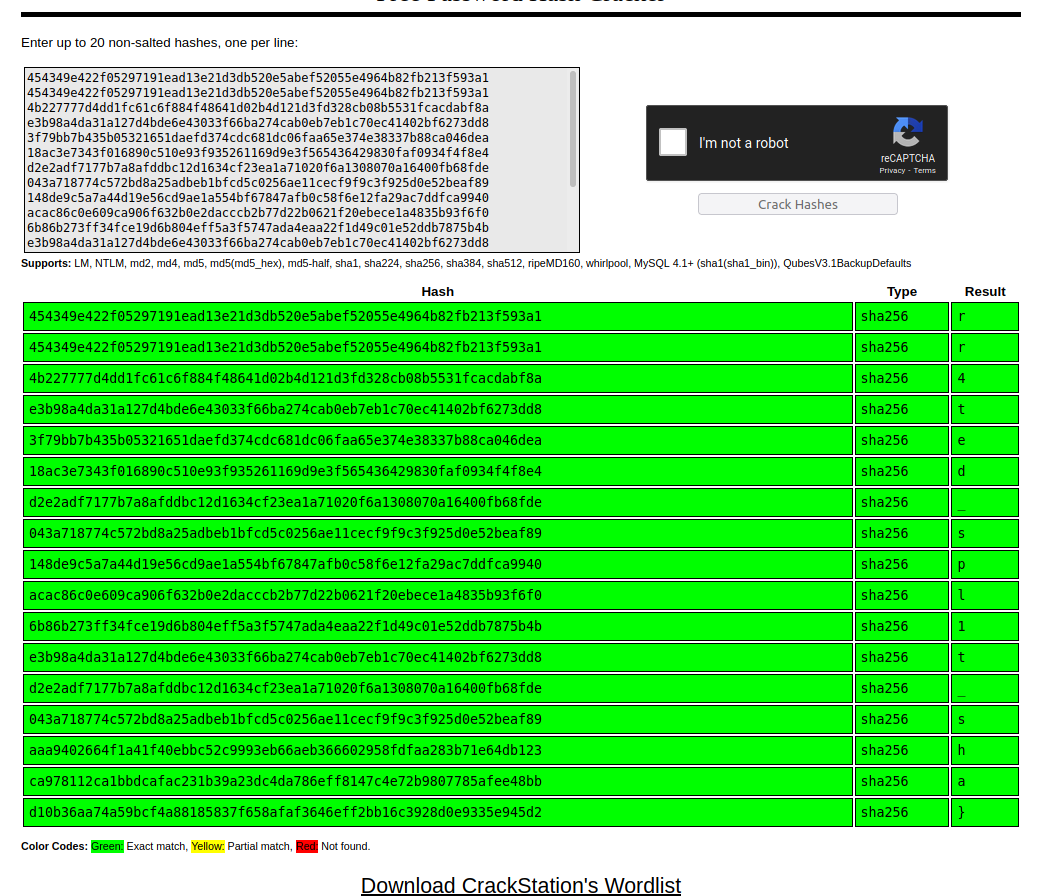 Free Password Hash Cracker
Enter up to 20 non-salted hashes, one per line:
454349e422f05297191ead13e21d3db520e5abef52055e4964b82fb213f593a1
454349e422f05297191ead13e21d3db520e5abef52055e4964b82fb213f593a1
4b227777d4dd1fc61c6f884f48641d02b4d121d3fd328cb08b5531fcacdabf8a
e3b98a4da31a127d4bde6e43033f66ba274cab0eb7eb1c70ec41402bf6273dd8
3f79bb7b435b05321651daefd374cdc681dc06faa65e374e38337b88ca046dea
18ac3e7343f016890c510e93f935261169d9e3f565436429830faf0934f4f8e4
d2e2adf7177b7a8afddbc12d1634cf23ea1a71020f6a1308070a16400fb68fde
043a718774c572bd8a25adbeb1bfcd5c0256ae11cecf9f9c3f925d0e52beaf89
148de9c5a7a44d19e56cd9ae1a554bf67847afb0c58f6e12fa29ac7ddfca9940
acac86c0e609ca906f632b0e2dacccb2b77d22b0621f20ebece1a4835b93f6f0
6b86b273ff34fce19d6b804eff5a3f5747ada4eaa22f1d49c01e52ddb7875b4b
e3b98a4da31a127d4bde6e43033f66ba274cab0eb7eb1c70ec41402bf6273dd8
I'm not a robot
reCAPTCHA
Privacy - Terms
Crack Hashes
Supports: LM, NTLM, md2, md4, md5, md5(md5_hex), md5-half, sha1, sha224, sha256, sha384, sha512, ripeMD160, whirlpool, MySQL 4.1+ (sha1(sha1_bin)), QubesV3.1BackupDefaults
Hash Type Result
454349e422f05297191ead13e21d3db520e5abef52055e4964b82fb213f593a1 sha256 r
454349e422f05297191ead13e21d3db520e5abef52055e4964b82fb213f593a1 sha256 r
4b227777d4dd1fc61c6f884f48641d02b4d121d3fd328cb08b5531fcacdabf8a sha256 4
e3b98a4da31a127d4bde6e43033f66ba274cab0eb7eb1c70ec41402bf6273dd8 sha256 t
3f79bb7b435b05321651daefd374cdc681dc06faa65e374e38337b88ca046dea sha256 e
18ac3e7343f016890c510e93f935261169d9e3f565436429830faf0934f4f8e4 sha256 d
d2e2adf7177b7a8afddbc12d1634cf23ea1a71020f6a1308070a16400fb68fde sha256 _
043a718774c572bd8a25adbeb1bfcd5c0256ae11cecf9f9c3f925d0e52beaf89 sha256 s
148de9c5a7a44d19e56cd9ae1a554bf67847afb0c58f6e12fa29ac7ddfca9940 sha256 p
acac86c0e609ca906f632b0e2dacccb2b77d22b0621f20ebece1a4835b93f6f0 sha256 l
6b86b273ff34fce19d6b804eff5a3f5747ada4eaa22f1d49c01e52ddb7875b4b sha256 1
e3b98a4da31a127d4bde6e43033f66ba274cab0eb7eb1c70ec41402bf6273dd8 sha256 t
d2e2adf7177b7a8afddbc12d1634cf23ea1a71020f6a1308070a16400fb68fde sha256 _
043a718774c572bd8a25adbeb1bfcd5c0256ae11cecf9f9c3f925d0e52beaf89 sha256 s
aaa9402664f1a41f40ebbc52c9993eb66aeb366602958fdfaa283b71e64db123 sha256 h
ca978112ca1bbdcafac231b39a23dc4da786eff8147c4e72b9807785afee48bb sha256 a
d10b36aa74a59bcf4a88185837f658afaf3646eff2bb16c3928d0e9335e945d2 sha256 }
Color Codes: Green: Exact match, Yellow: Partial match, Red: Not found.
Download CrackStation's Wordlist